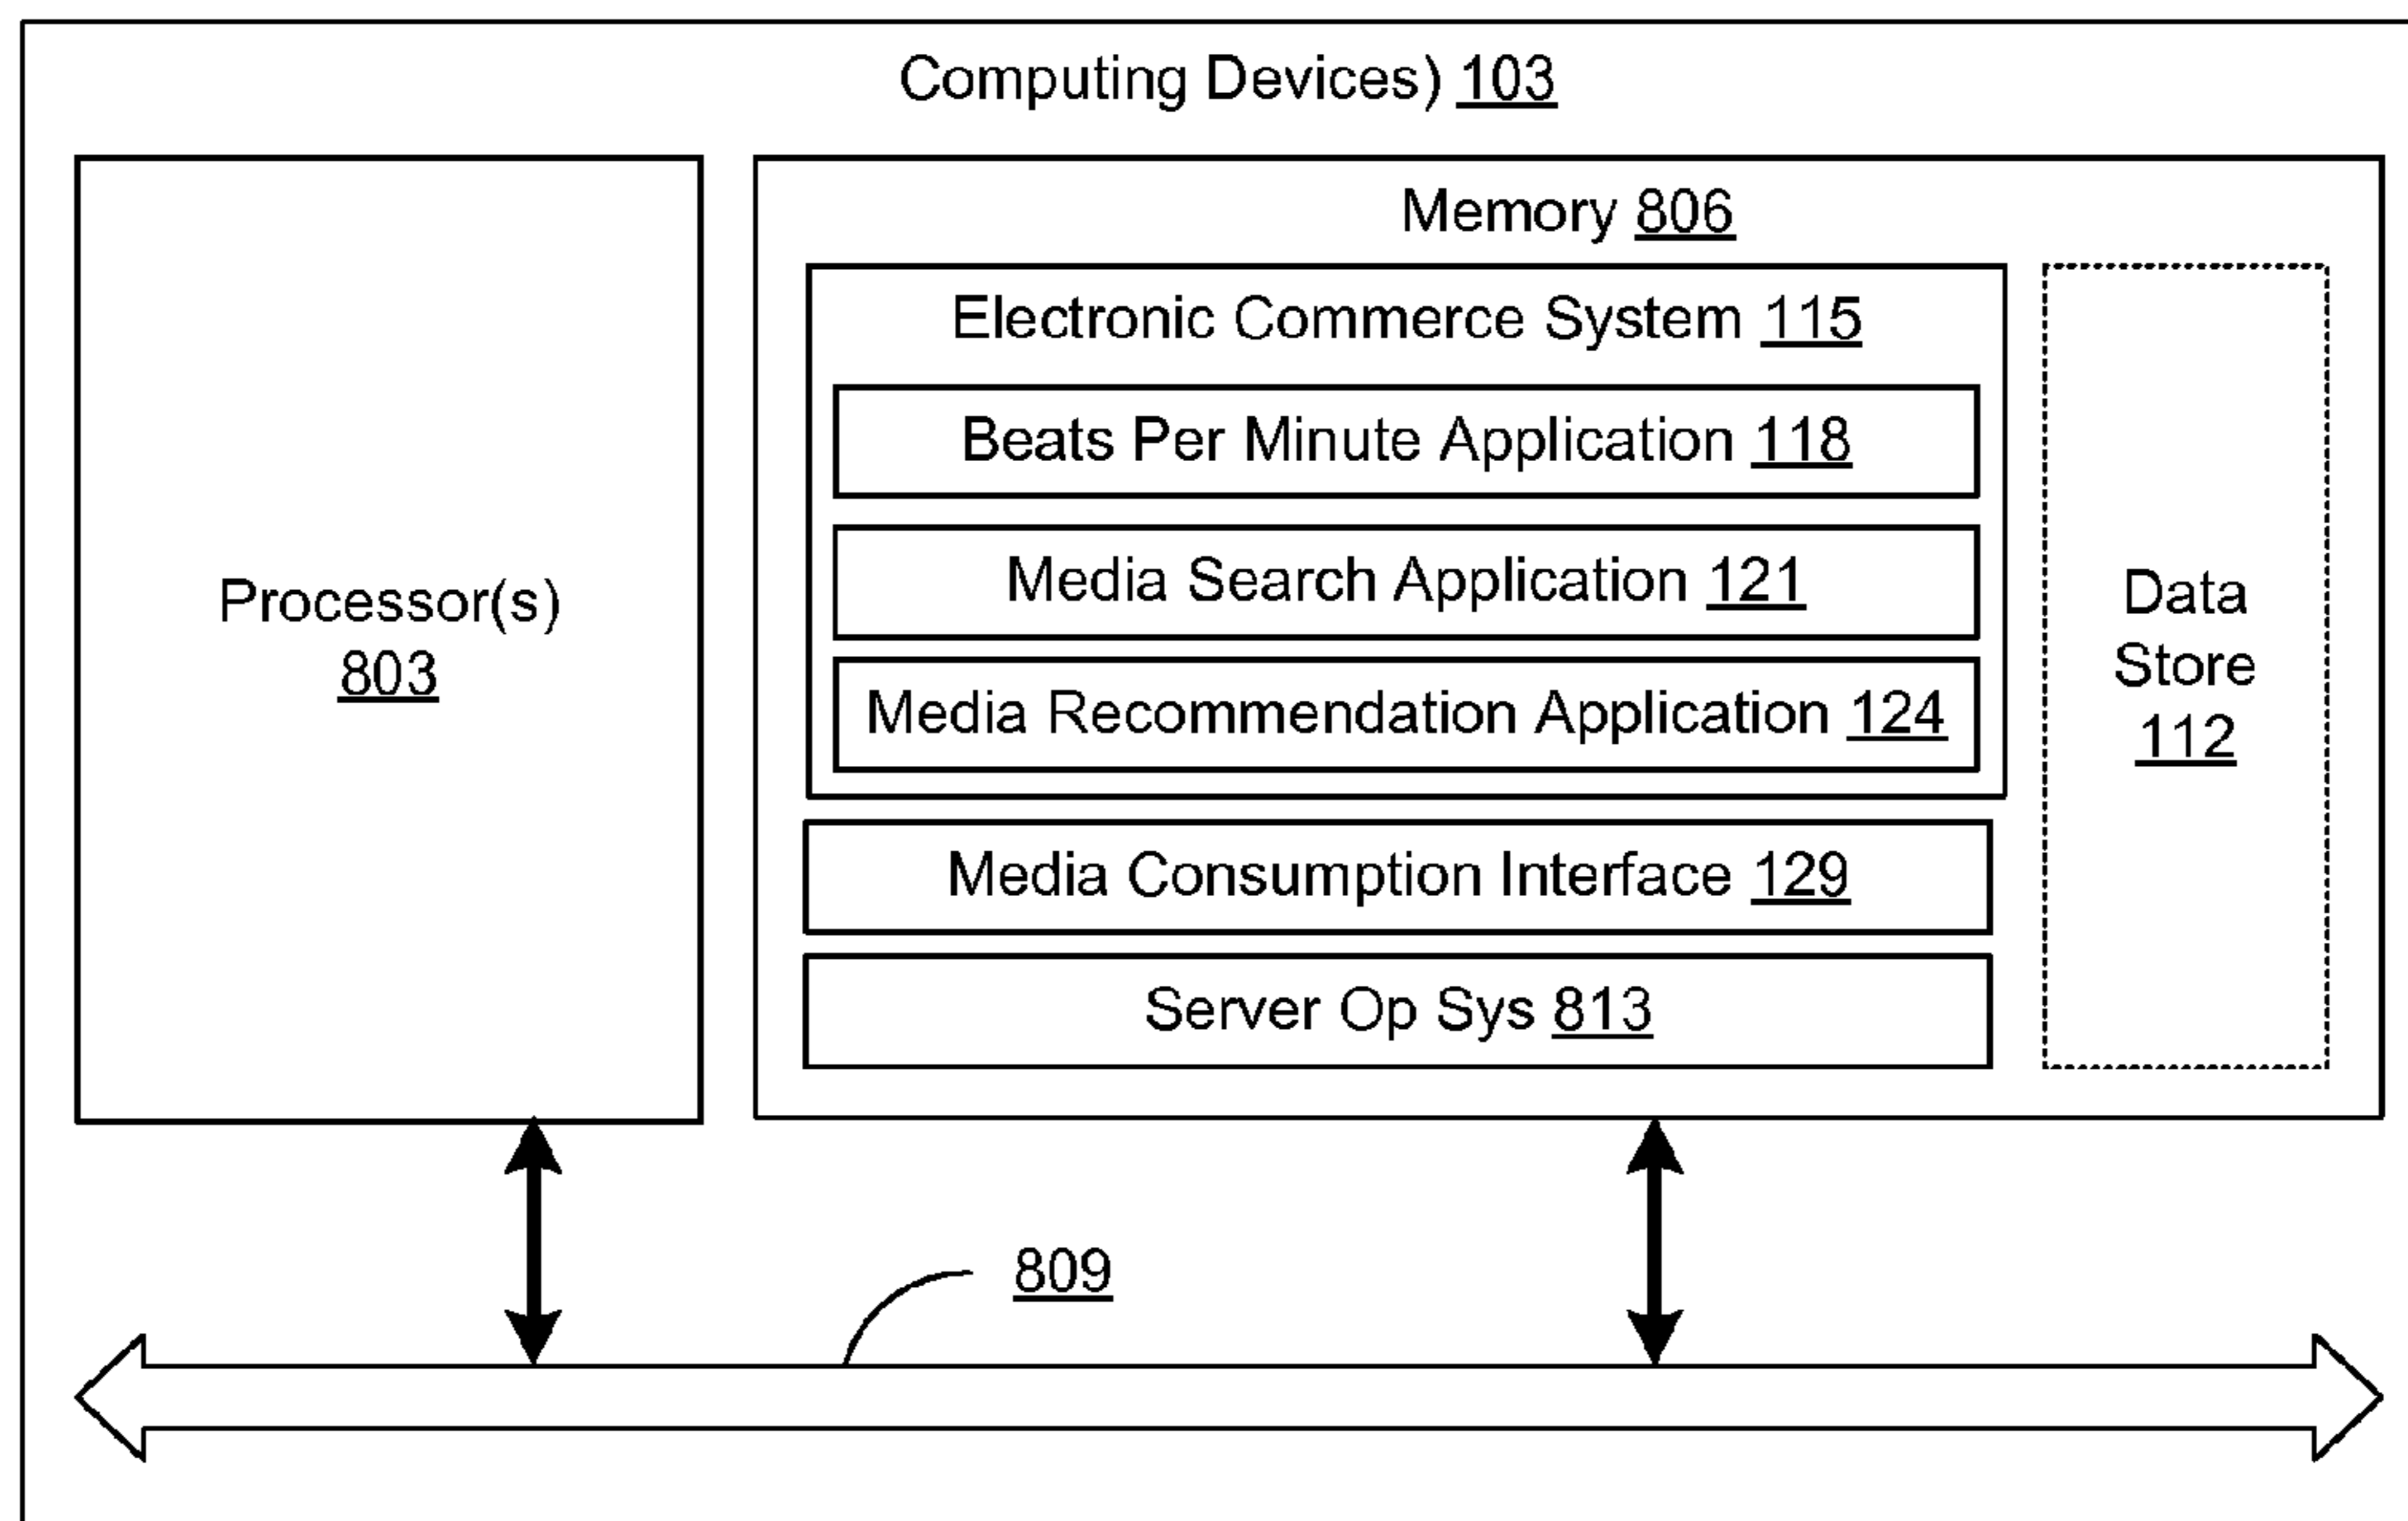 Computing Devices) 103
Processor(s)
803
Memory 806
Electronic Commerce System 115
Beats Per Minute Application 118
Media Search Application 121
Media Recommendation Application 124
Media Consumption Interface 129
Server Op Sys 813
Data
Store
112
809